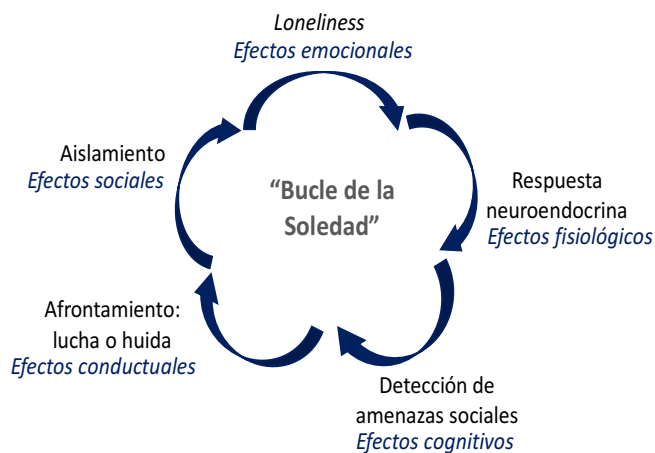 Loneliness
Efectos emocionales
Aislamiento
Efectos sociales
“Bucle de la
Soledad”
Respuesta
neuroendocrina
Efectos fisiológicos
Afrontamiento:
lucha o huida
Efectos conductuales
Detección de
amenazas sociales
Efectos cognitivos